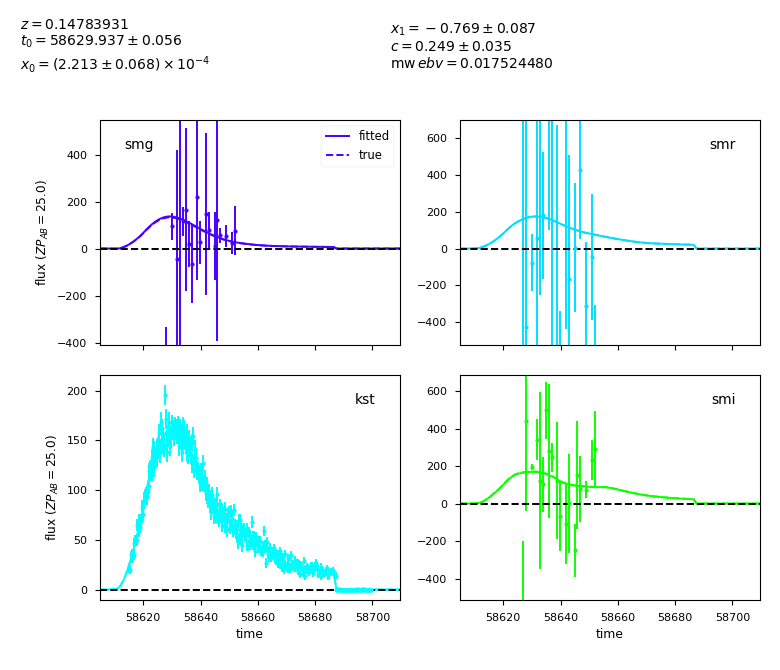 z = 0.14783931
t₀ = 58629.937 ± 0.056
x₀ = (2.213 ± 0.068) × 10⁻⁴
x₁ = −0.769 ± 0.087
c = 0.249 ± 0.035
mw ebv = 0.017524480
smg
fitted
true
flux (ZP_AB = 25.0)
400
200
0
−200
−400
smr
600
400
200
0
−200
−400
kst
flux (ZP_AB = 25.0)
200
150
100
50
0
58620 58640 58660 58680 58700
time
smi
600
400
200
0
−200
−400
58620 58640 58660 58680 58700
time